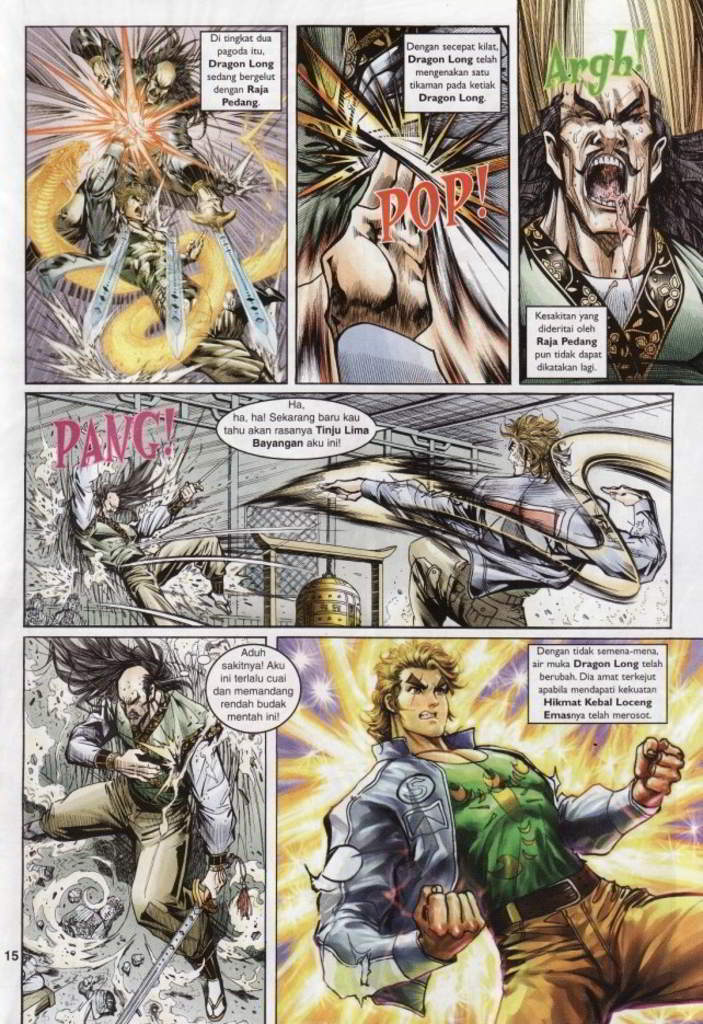 Di tingkat dua
pagoda itu,
Dragon Long
sedang bergelut
dengan Raja
Pedang.
Dengan secepat kilat,
Dragon Long telah
mengenakan satu
tikaman pada ketiak
Dragon Long.
POP!
Argh!
Kesakitan yang
dideritai oleh
Raja Pedang
pun tidak dapat
dikatakan lagi.
PANG!
Ha,
ha, ha! Sekarang baru kau
tahu akan rasanya Tinju Lima
Bayangan aku ini!
Aduh
sakitnya! Aku
ini terlalu cuai
dan memandang
rendah budak
mentah ini!
Dengan tidak semena-mena,
air muka Dragon Long telah
berubah. Dia amat terkejut
apabila mendapati kekuatan
Hikmat Kebal Loceng
Emasnya telah merosot.
15